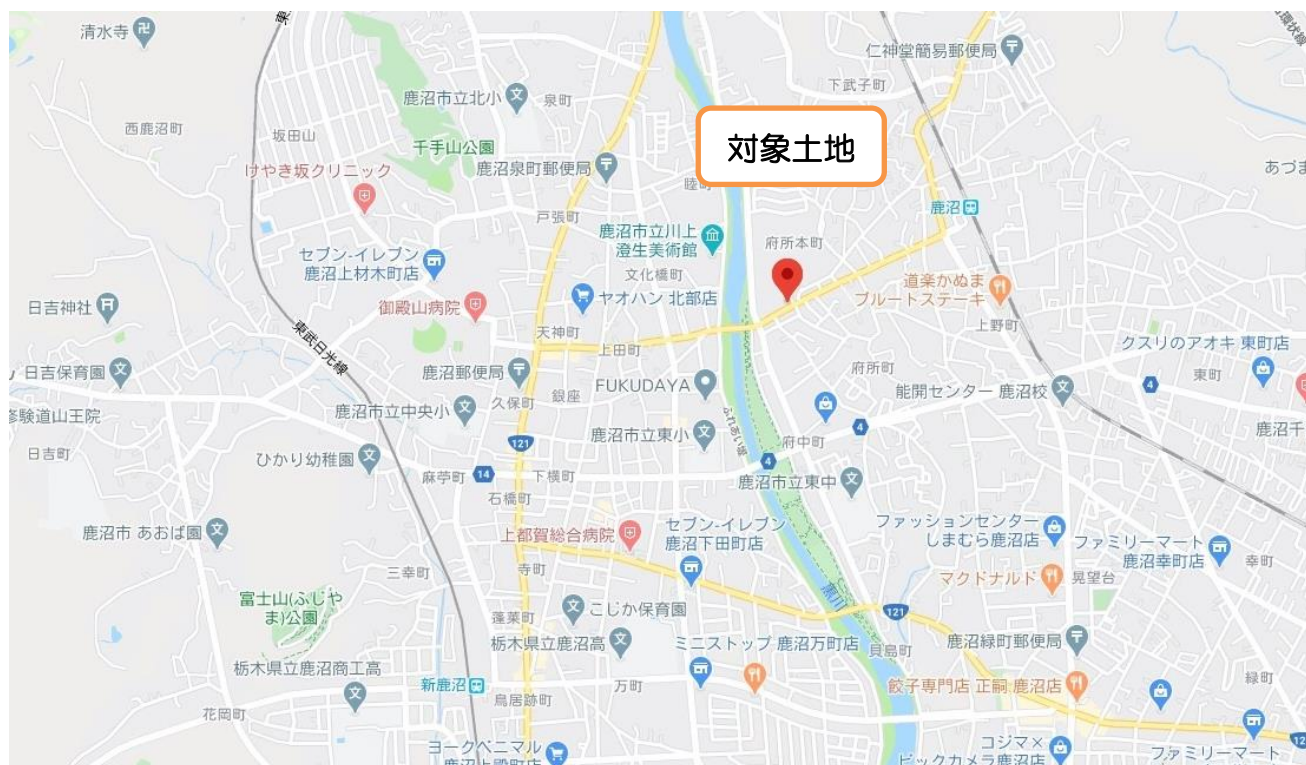 清水寺
仁神堂簡易郵便局
下武子町
鹿沼市立北小
泉町
西鹿沼町
坂田山
千手山公園
対象土地
鹿沼泉町郵便局
けやき坂クリニック
睦町
あづま
鹿沼
戸張町
鹿沼市立川上
澄生美術館
府所本町
セブン-イレブン
鹿沼上材木町店
文化橋町
道楽かぬま
ブルートステーキ
ヤオハン 北部店
日吉神社
御殿山病院
天神町
上野町
東武日光線
上田町
クスリのアオキ 東町店
日吉保育園
鹿沼郵便局
銀座
FUKUDAYA
府所町
能開センター 鹿沼校
4
東町
修験道山王院
鹿沼市立中央小
久保町
ふれあい堤
鹿沼市立東小
府中町
4
鹿沼千
日吉町
ひかり幼稚園
121
麻苧町
14
下横町
4
鹿沼市立東中
石橋町
鹿沼市 あおば園
上都賀総合病院
セブン-イレブン
鹿沼下田町店
ファッションセンター
しまむら鹿沼店
ファミリーマート
鹿沼幸町店
幸町
三幸町
寺町
マクドナルド
晃望台
富士山(ふじや
ま)公園
蓬莱町
こじか保育園
黒川
121
栃木県立鹿沼高
ミニストップ 鹿沼万町店
貝島町
鹿沼緑町郵便局
栃木県立鹿沼商工高
新鹿沼
万町
餃子専門店 正嗣 鹿沼店
緑町
花岡町
鳥居跡町
ヨークベニマル
鹿沼上殿町店
コジマ×
ビックカメラ鹿沼店
ファミリーマート
12